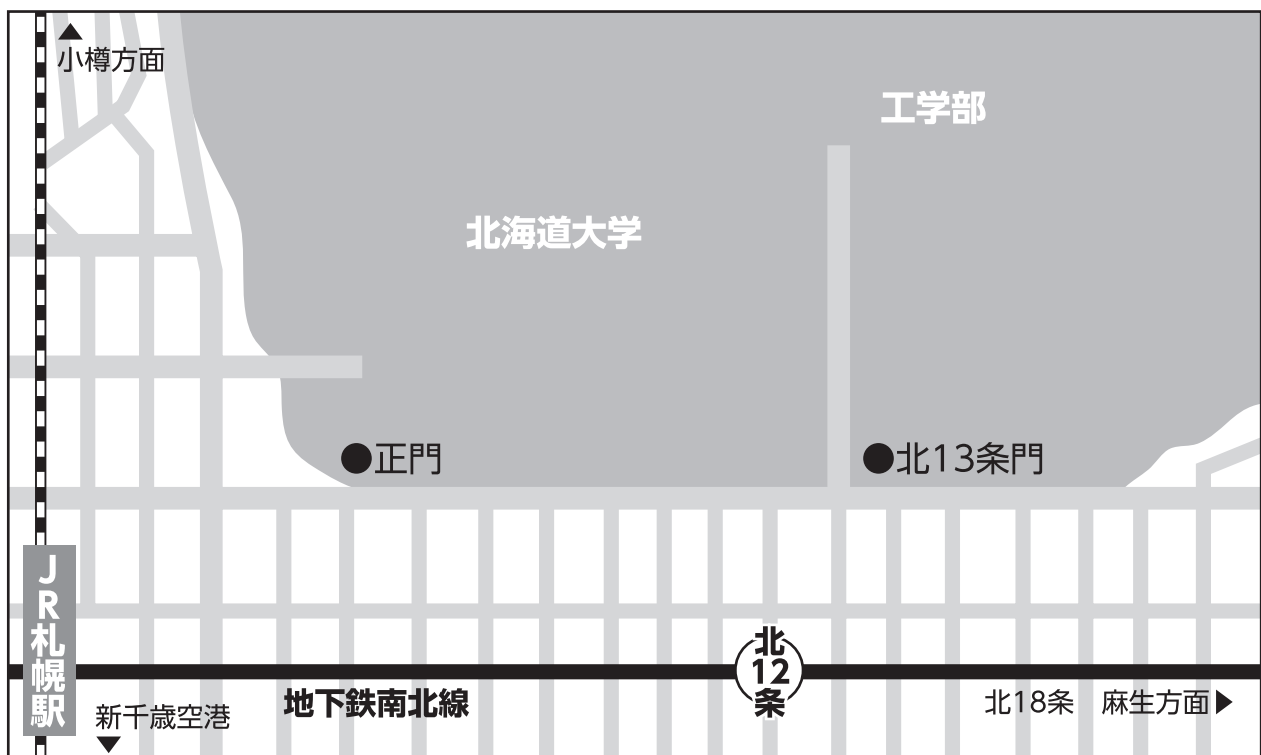 小樽方面
工学部
北海道大学
●正門
●北13条門
JR札幌駅
北12条
地下鉄南北線
北18条 麻生方面
新千歳空港